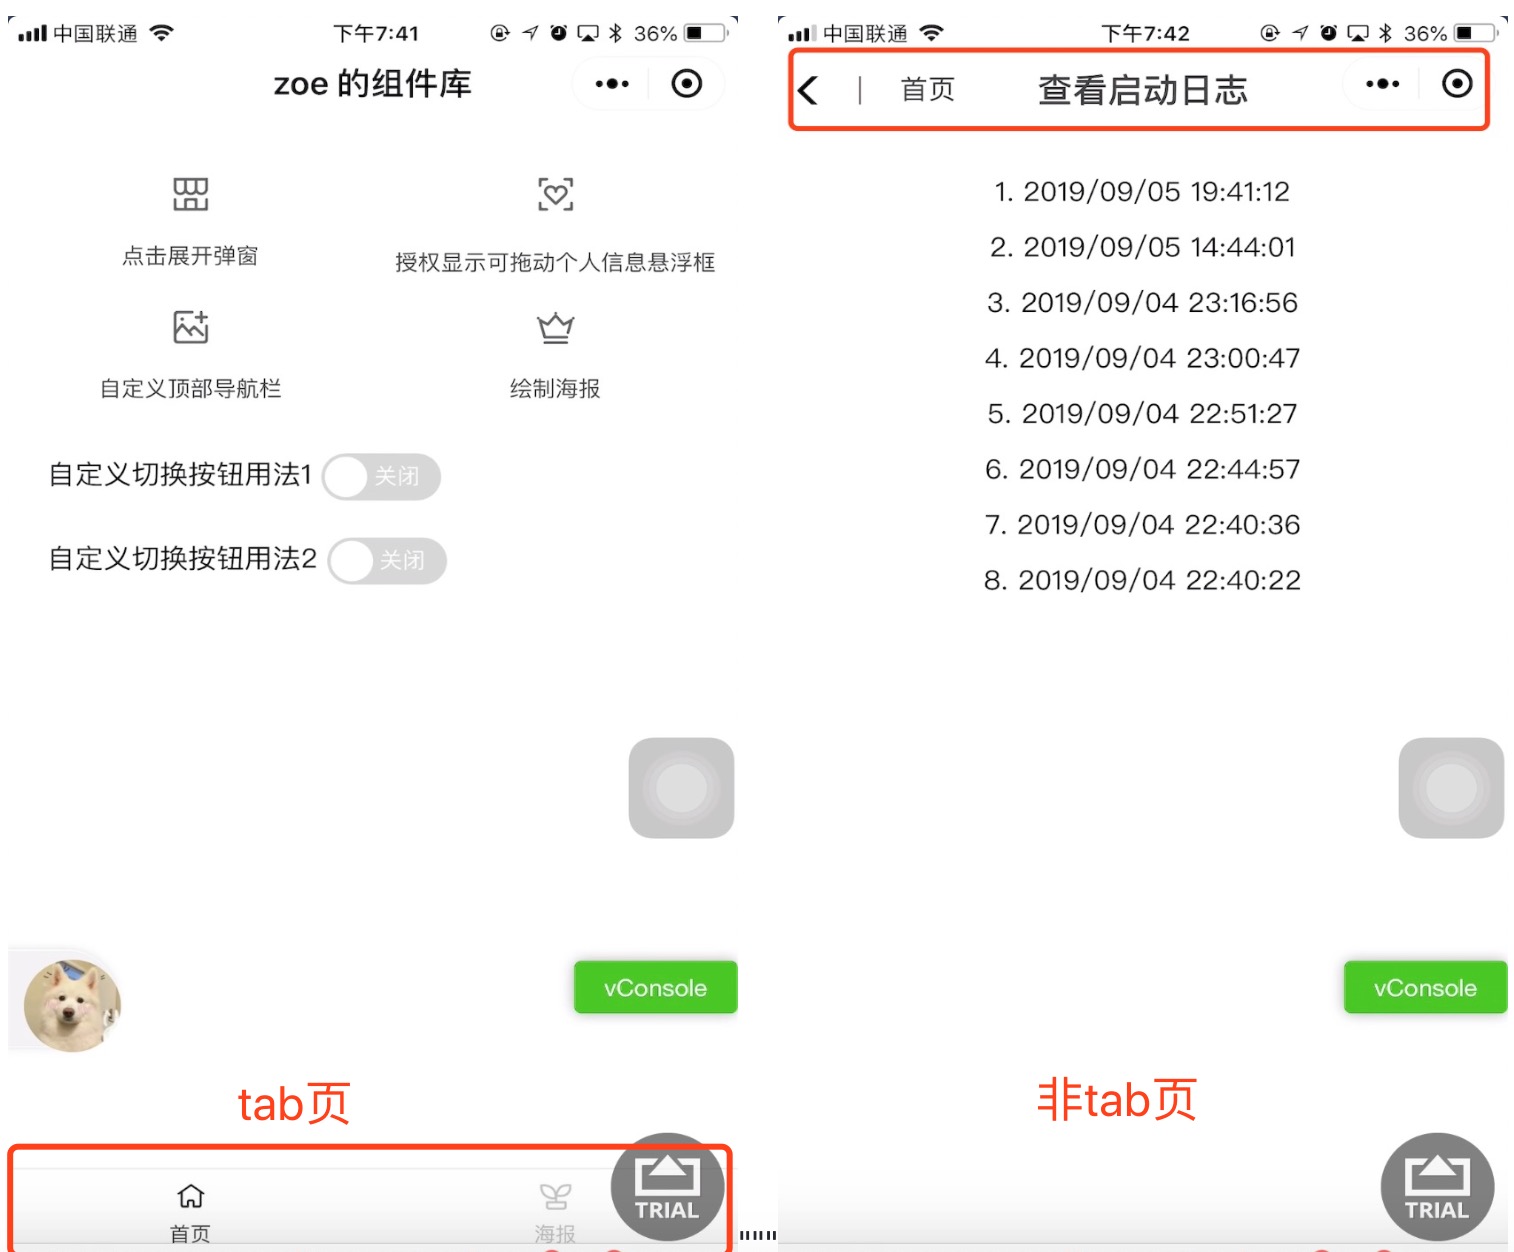 中国联通
下午7:41
36%
zoe 的组件库
点击展开弹窗
授权显示可拖动个人信息悬浮框
自定义顶部导航栏
绘制海报
自定义切换按钮用法1
关闭
自定义切换按钮用法2
关闭
vConsole
tab页
首页
海报
TRIAL
中国联通
下午7:42
36%
首页
查看启动日志
1. 2019/09/05 19:41:12
2. 2019/09/05 14:44:01
3. 2019/09/04 23:16:56
4. 2019/09/04 23:00:47
5. 2019/09/04 22:51:27
6. 2019/09/04 22:44:57
7. 2019/09/04 22:40:36
8. 2019/09/04 22:40:22
vConsole
非tab页
TRIAL